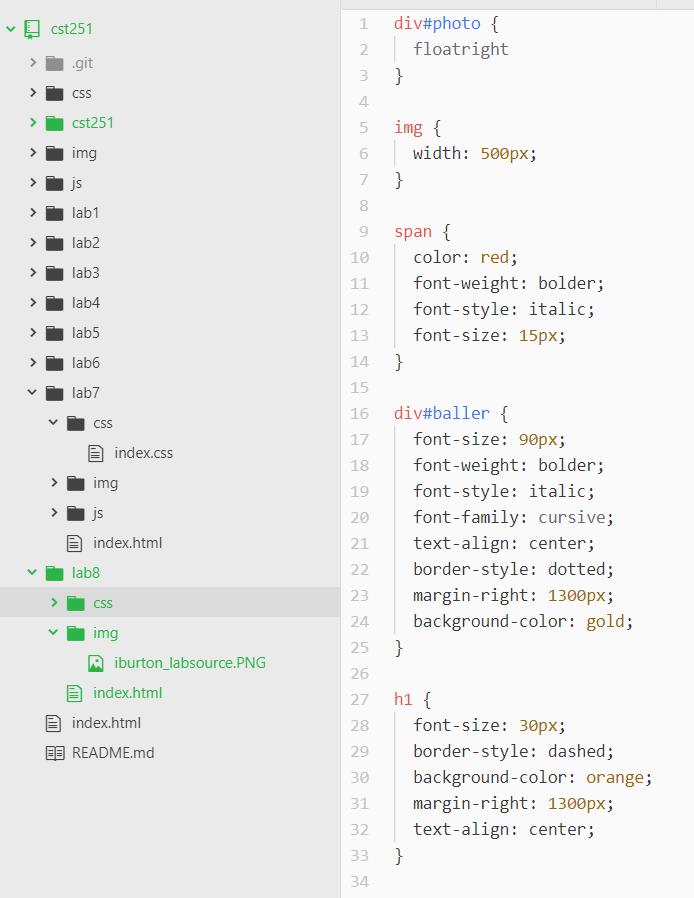 cst251
.git
css
cst251
img
js
lab1
lab2
lab3
lab4
lab5
lab6
lab7
css
index.css
img
js
index.html
lab8
css
img
iburton_labsource.PNG
index.html
index.html
README.md
1 div#photo {
2 floatright
3 }
4
5 img {
6 width: 500px;
7 }
8
9 span {
10 color: red;
11 font-weight: bolder;
12 font-style: italic;
13 font-size: 15px;
14 }
15
16 div#baller {
17 font-size: 90px;
18 font-weight: bolder;
19 font-style: italic;
20 font-family: cursive;
21 text-align: center;
22 border-style: dotted;
23 margin-right: 1300px;
24 background-color: gold;
25 }
26
27 h1 {
28 font-size: 30px;
29 border-style: dashed;
30 background-color: orange;
31 margin-right: 1300px;
32 text-align: center;
33 }
34